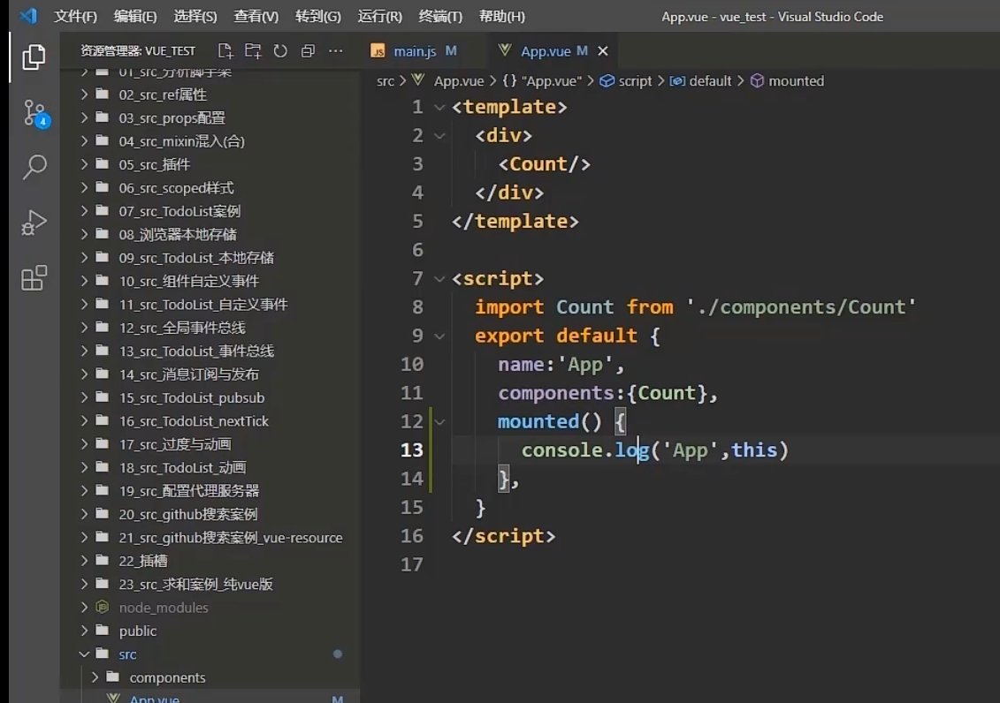 文件(F) 编辑(E) 选择(S) 查看(V) 转到(G) 运行(R) 终端(T) 帮助(H) App.vue - vue_test - Visual Studio Code
资源管理器: VUE_TEST
01_src_分析脚手架
02_src_ref属性
03_src_props配置
04_src_mixin混入(合)
05_src_插件
06_src_scoped样式
07_src_TodoList案例
08_浏览器本地存储
09_src_TodoList_本地存储
10_src_组件自定义事件
11_src_TodoList_自定义事件
12_src_全局事件总线
13_src_TodoList_事件总线
14_src_消息订阅与发布
15_src_TodoList_pubsub
16_src_TodoList_nextTick
17_src_过度与动画
18_src_TodoList_动画
19_src_配置代理服务器
20_src_github搜索案例
21_src_github搜索案例_vue-resource
22_插槽
23_src_求和案例_纯vue版
node_modules
public
src
components
App.vue M
4
JS main.js M App.vue M
src > App.vue > {} "App.vue" > script > default > mounted
1 <template>
2 <div>
3 <Count/>
4 </div>
5 </template>
6
7 <script>
8 import Count from './components/Count'
9 export default {
10 name:'App',
11 components:{Count},
12 mounted() {
13 console.log('App',this)
14 },
15 }
16 </script>
17